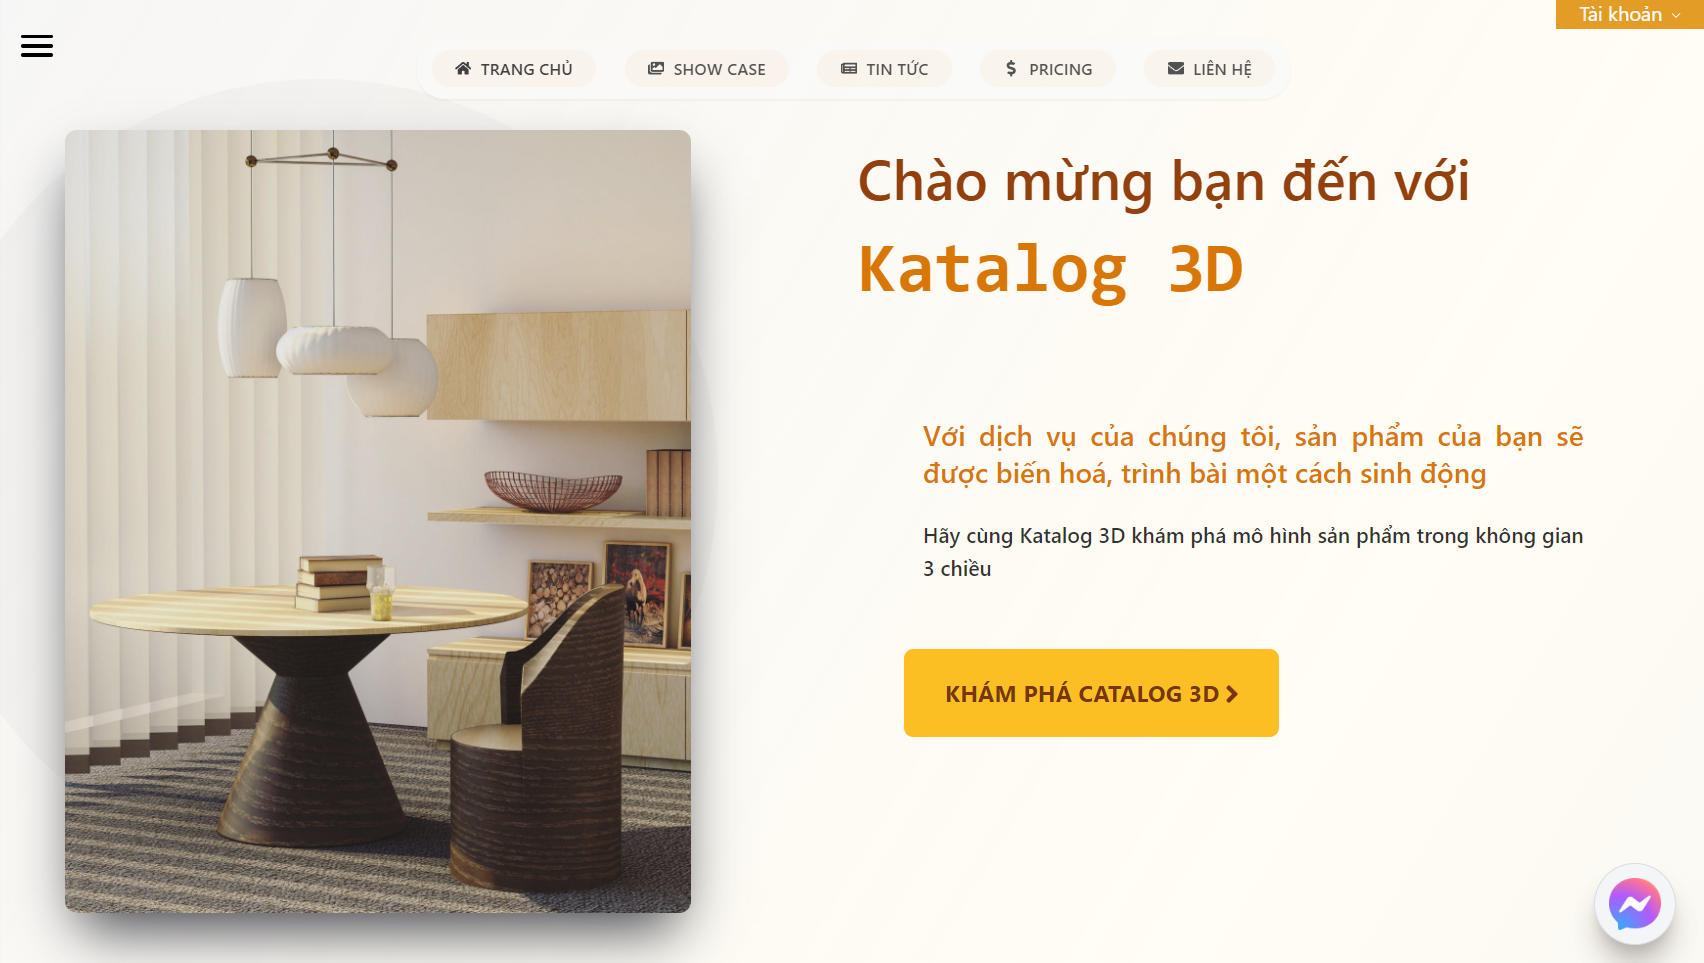 Tài khoản
TRANG CHỦ
SHOW CASE
TIN TỨC
PRICING
LIÊN HỆ
Chào mừng bạn đến với
Katalog 3D
Với dịch vụ của chúng tôi, sản phẩm của bạn sẽ
được biến hoá, trình bài một cách sinh động
Hãy cùng Katalog 3D khám phá mô hình sản phẩm trong không gian
3 chiều
KHÁM PHÁ CATALOG 3D